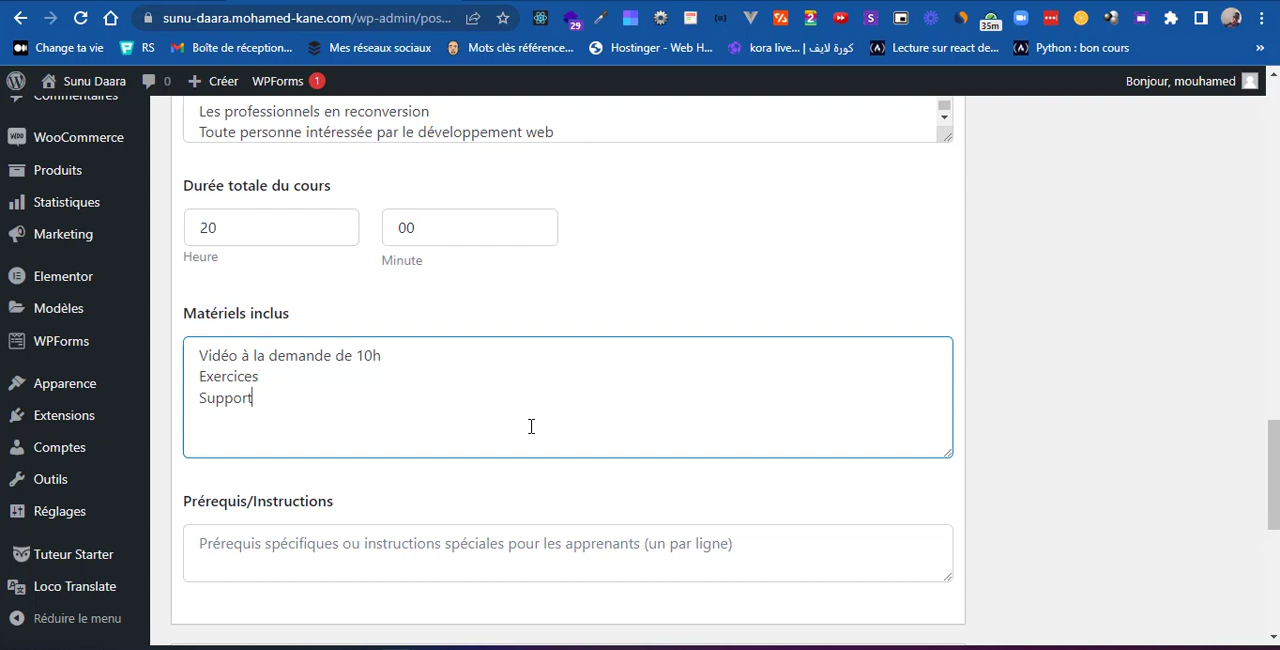 sunu-daara.mohamed-kane.com/wp-admin/pos...
29
2
S
35m
Change ta vie
RS
Boîte de réception...
Mes réseaux sociaux
Mots clés référence...
Hostinger - Web H...
kora live... | كورة لايف
Lecture sur react de...
Python : bon cours
»
Sunu Daara
0
Créer
WPForms 1
Bonjour, mouhamed
Commentaires
WooCommerce
Produits
Statistiques
Marketing
Elementor
Modèles
WPForms
Apparence
Extensions
Comptes
Outils
Réglages
Tuteur Starter
Loco Translate
Réduire le menu
Les professionnels en reconversion
Toute personne intéressée par le développement web
Durée totale du cours
20
00
Heure
Minute
Matériels inclus
Vidéo à la demande de 10h
Exercices
Support
Prérequis/Instructions
Prérequis spécifiques ou instructions spéciales pour les apprenants (un par ligne)